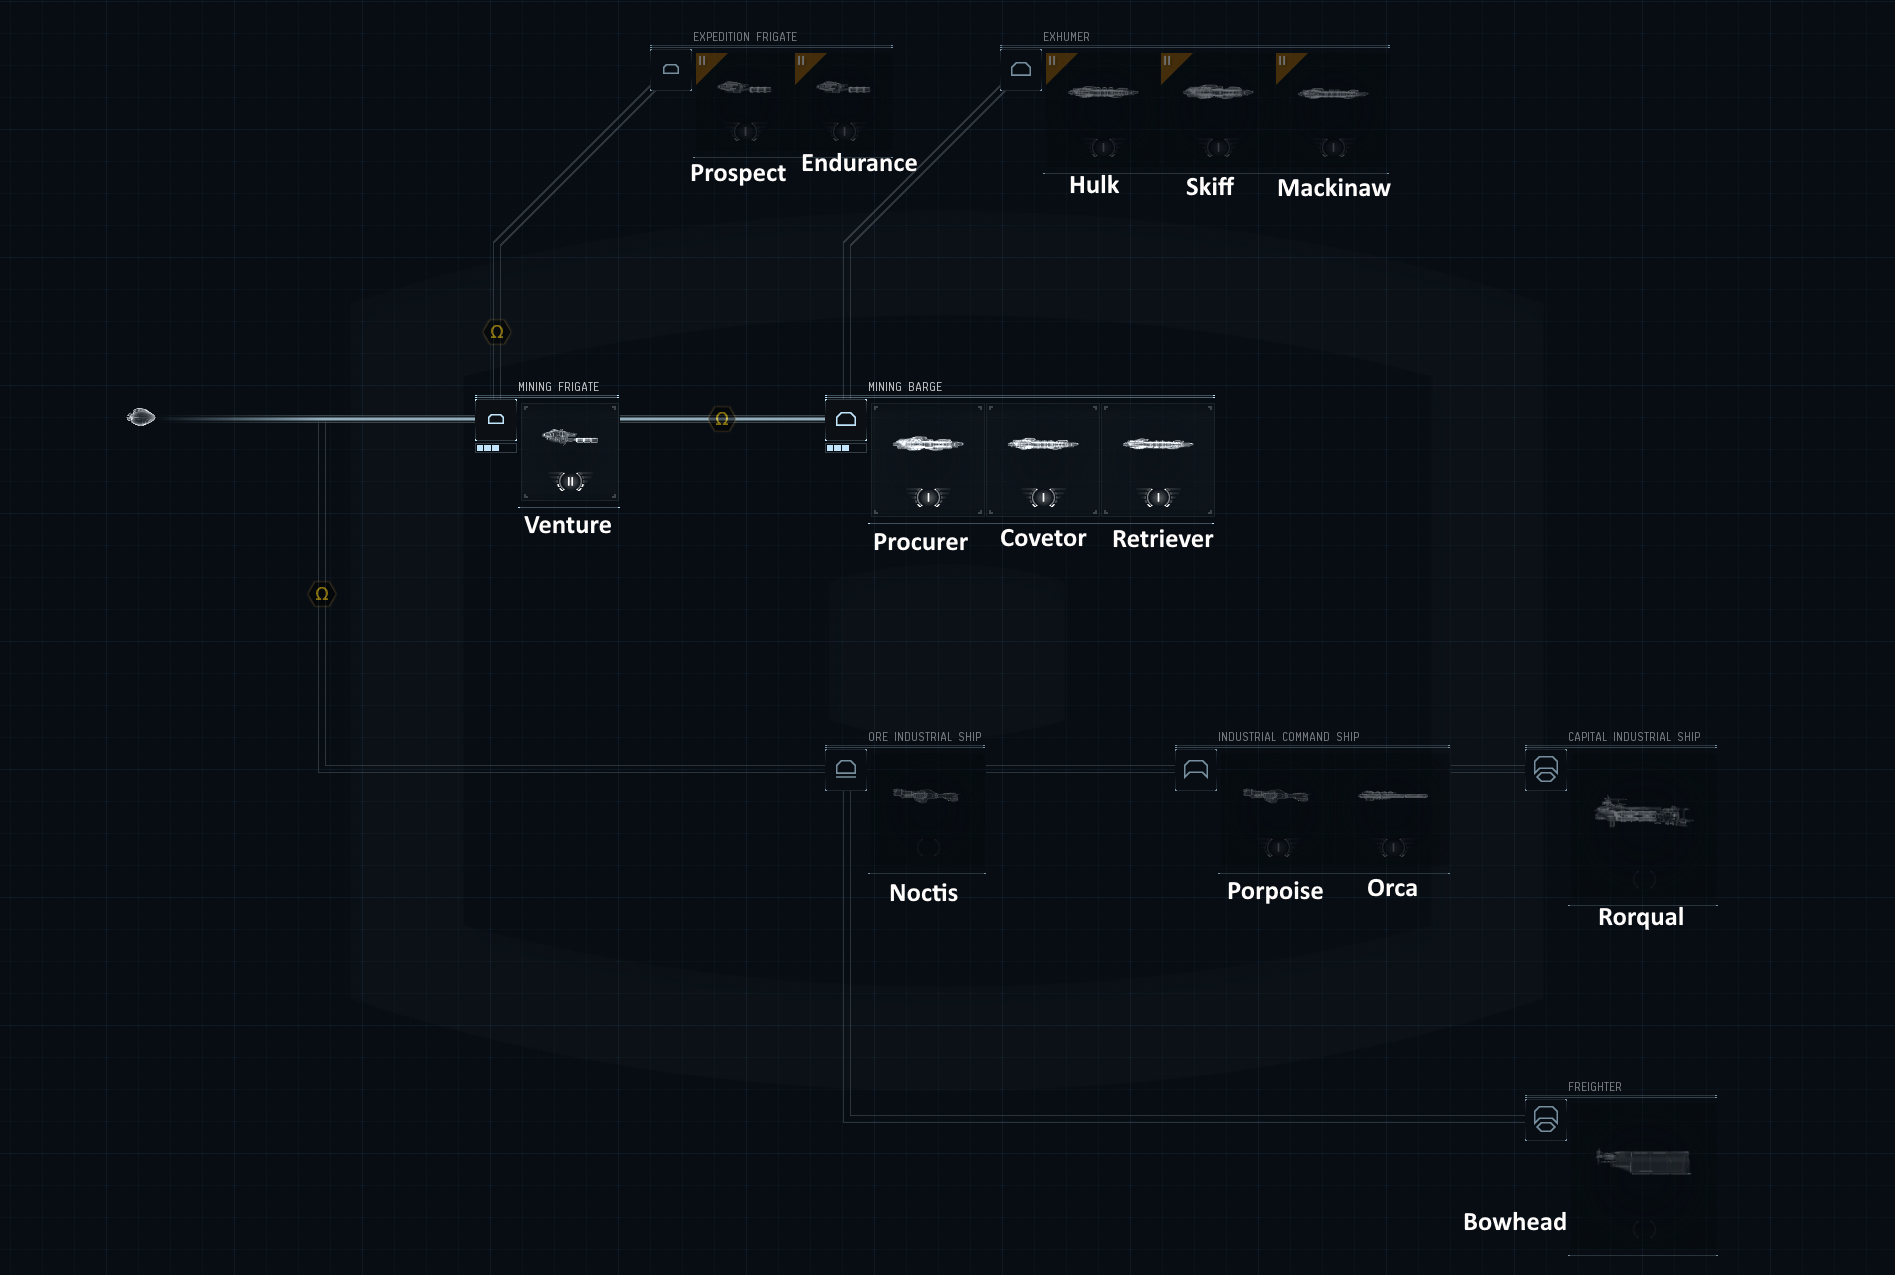 EXPEDITION FRIGATE
EXHUMER
II
II
II
II
II
I
I
I
I
I
Prospect
Endurance
Hulk
Skiff
Mackinaw
Ω
MINING FRIGATE
MINING BARGE
Ω
II
I
I
I
Venture
Procurer
Covetor
Retriever
Ω
ORE INDUSTRIAL SHIP
INDUSTRIAL COMMAND SHIP
CAPITAL INDUSTRIAL SHIP
I
I
Noctis
Porpoise
Orca
Rorqual
FREIGHTER
Bowhead